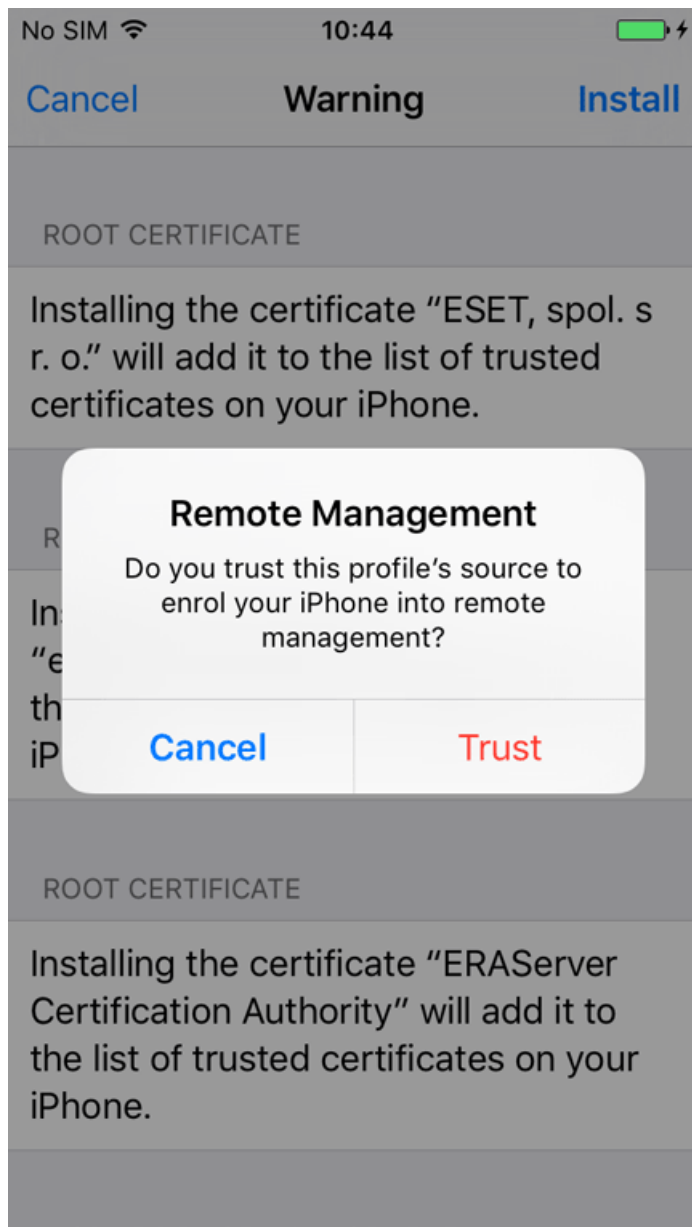 No SIM 10:44
Cancel Warning Install
ROOT CERTIFICATE
Installing the certificate “ESET, spol. s
r. o.” will add it to the list of trusted
certificates on your iPhone.
Remote Management
Do you trust this profile’s source to
enrol your iPhone into remote
management?
Cancel Trust
ROOT CERTIFICATE
Installing the certificate “ERAServer
Certification Authority” will add it to
the list of trusted certificates on your
iPhone.